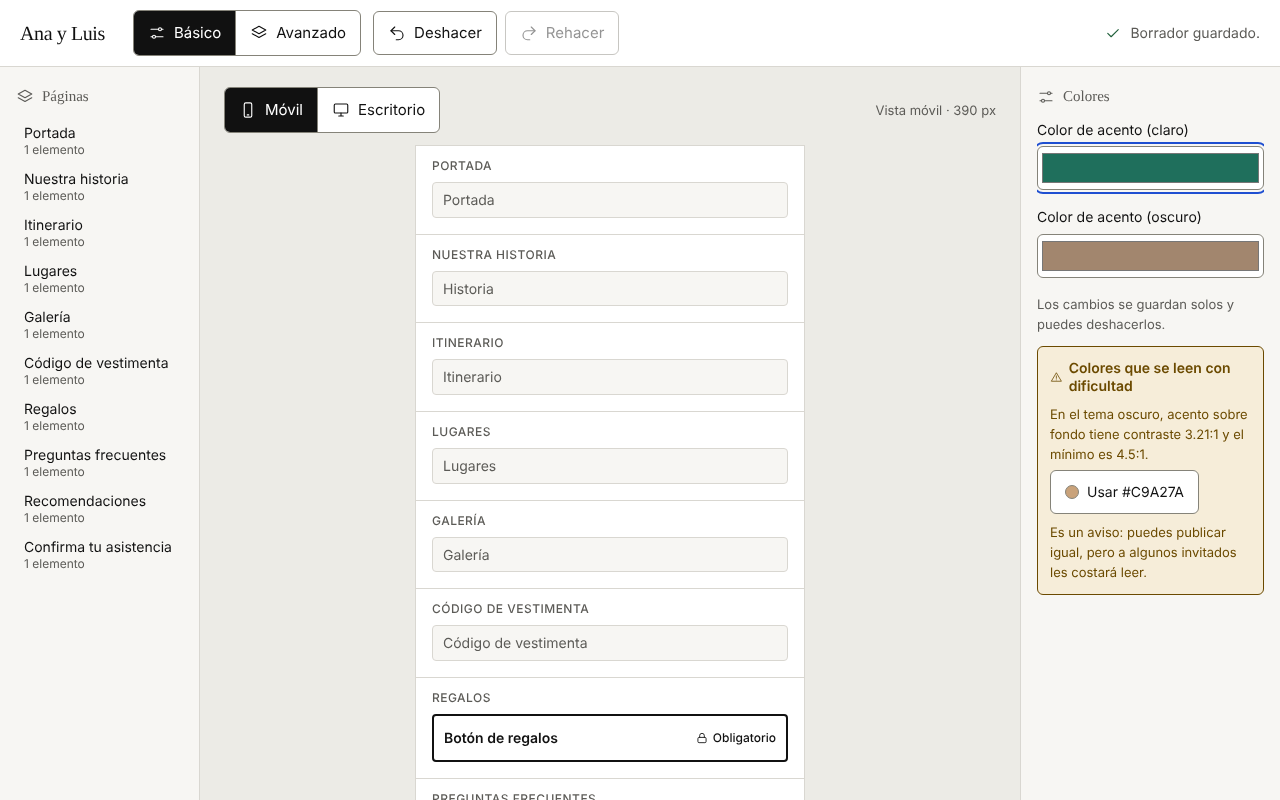 Ana y Luis
Básico
Avanzado
Deshacer
Rehacer
Borrador guardado.
Páginas
Portada
1 elemento
Nuestra historia
1 elemento
Itinerario
1 elemento
Lugares
1 elemento
Galería
1 elemento
Código de vestimenta
1 elemento
Regalos
1 elemento
Preguntas frecuentes
1 elemento
Recomendaciones
1 elemento
Confirma tu asistencia
1 elemento
Móvil
Escritorio
Vista móvil · 390 px
PORTADA
Portada
NUESTRA HISTORIA
Historia
ITINERARIO
Itinerario
LUGARES
Lugares
GALERÍA
Galería
CÓDIGO DE VESTIMENTA
Código de vestimenta
REGALOS
Botón de regalos
Obligatorio
PREGUNTAS FRECUENTES
Colores
Color de acento (claro)
Color de acento (oscuro)
Los cambios se guardan solos y
puedes deshacerlos.
Colores que se leen con
dificultad
En el tema oscuro, acento sobre
fondo tiene contraste 3.21:1 y el
mínimo es 4.5:1.
Usar #C9A27A
Es un aviso: puedes publicar
igual, pero a algunos invitados
les costará leer.